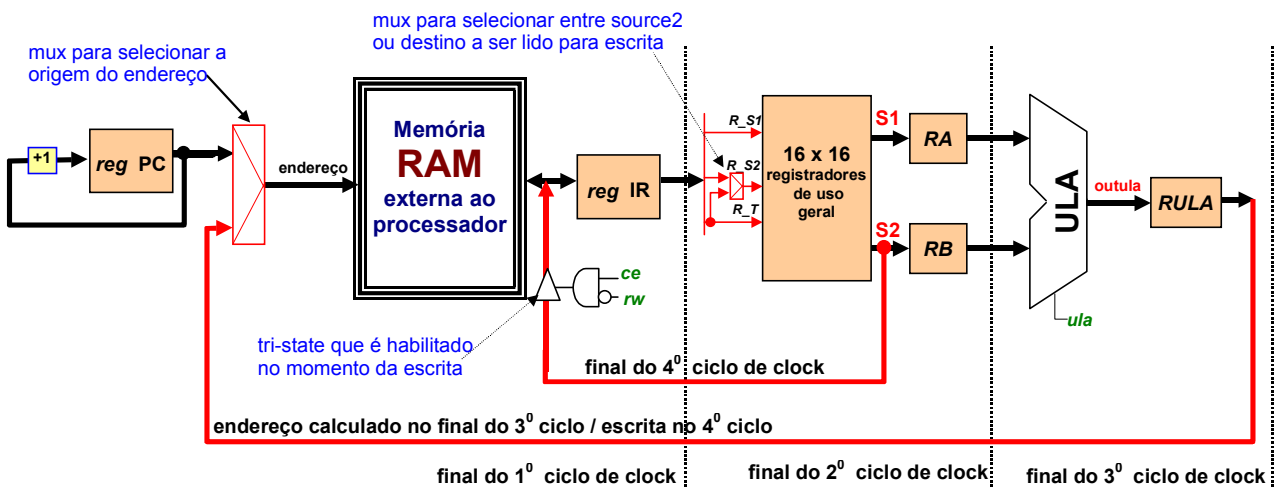 mux para selecionar entre source2
ou destino a ser lido para escrita
mux para selecionar a
origem do endereço
+1
reg PC
endereço
Memória
RAM
externa ao
processador
reg IR
R_S1
R_S2
R_T
16 x 16
registradores
de uso
geral
S1
S2
RA
RB
ULA
outula
RULA
ula
ce
rw
tri-state que é habilitado
no momento da escrita
final do 4⁰ ciclo de clock
endereço calculado no final do 3⁰ ciclo / escrita no 4⁰ ciclo
final do 1⁰ ciclo de clock
final do 2⁰ ciclo de clock
final do 3⁰ ciclo de clock